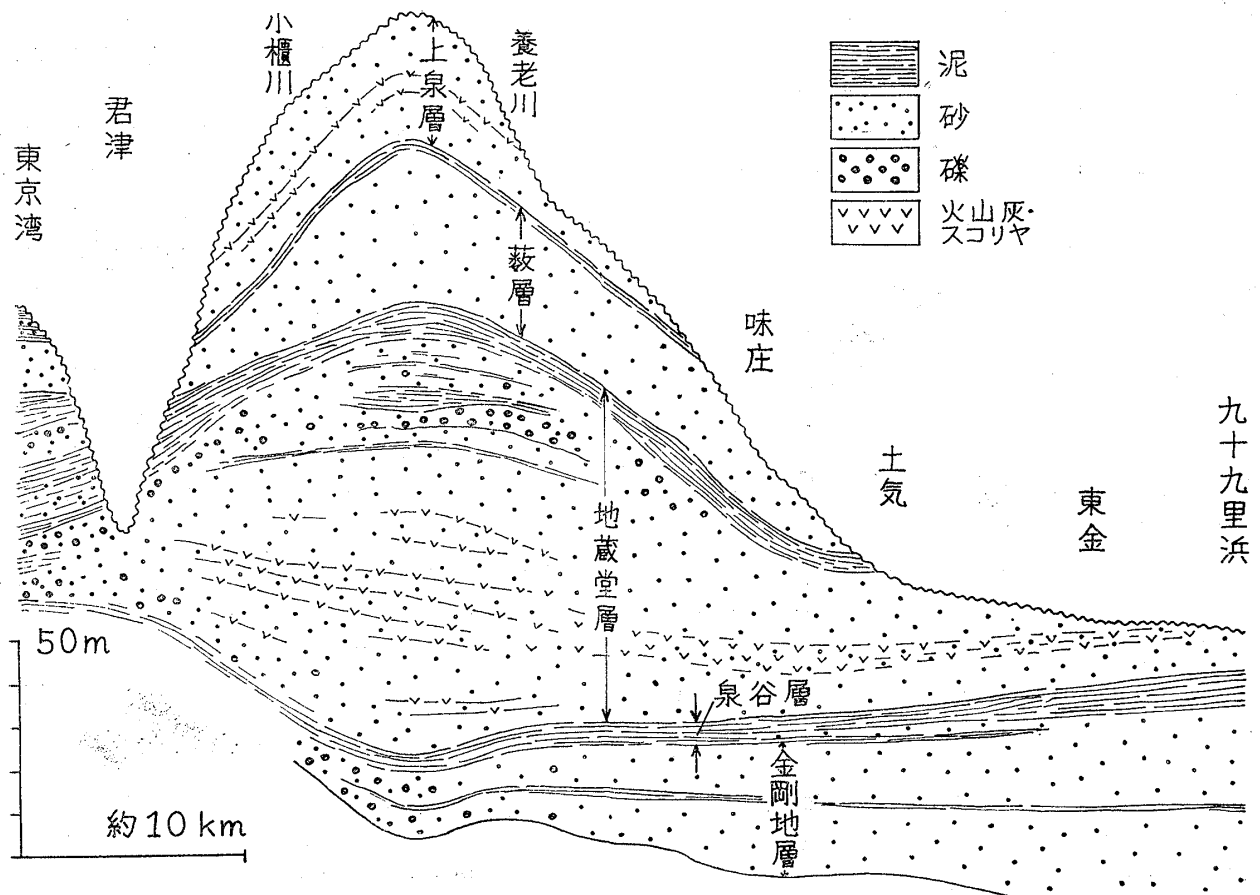 東京湾
君津
小櫃川
上泉層
養老川
泥
砂
礫
火山灰・
スコリヤ
薮層
味庄
土気
東金
九十九里浜
地蔵堂層
泉谷層
金剛地層
50m
約10km